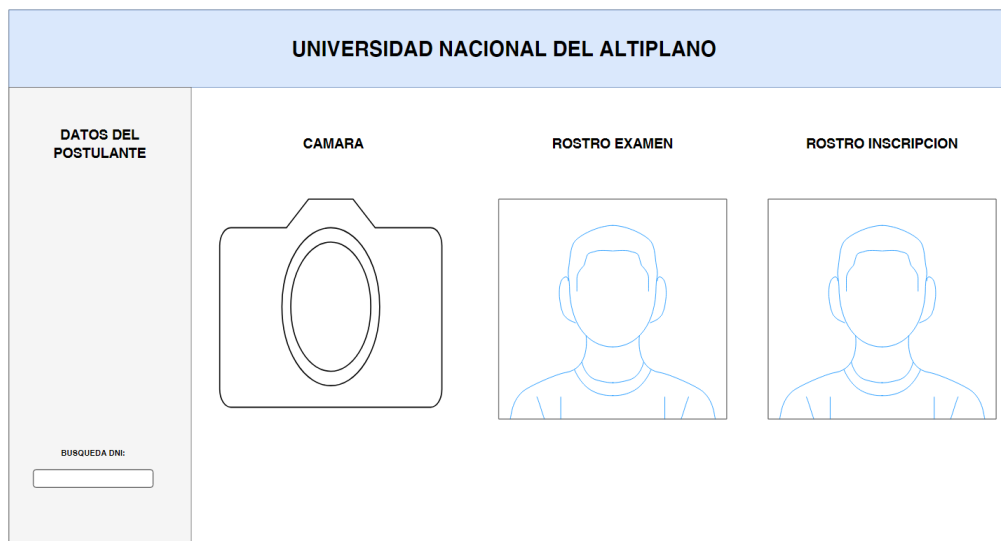 UNIVERSIDAD NACIONAL DEL ALTIPLANO
DATOS DEL
POSTULANTE
CAMARA
ROSTRO EXAMEN
ROSTRO INSCRIPCION
BUSQUEDA DNI: